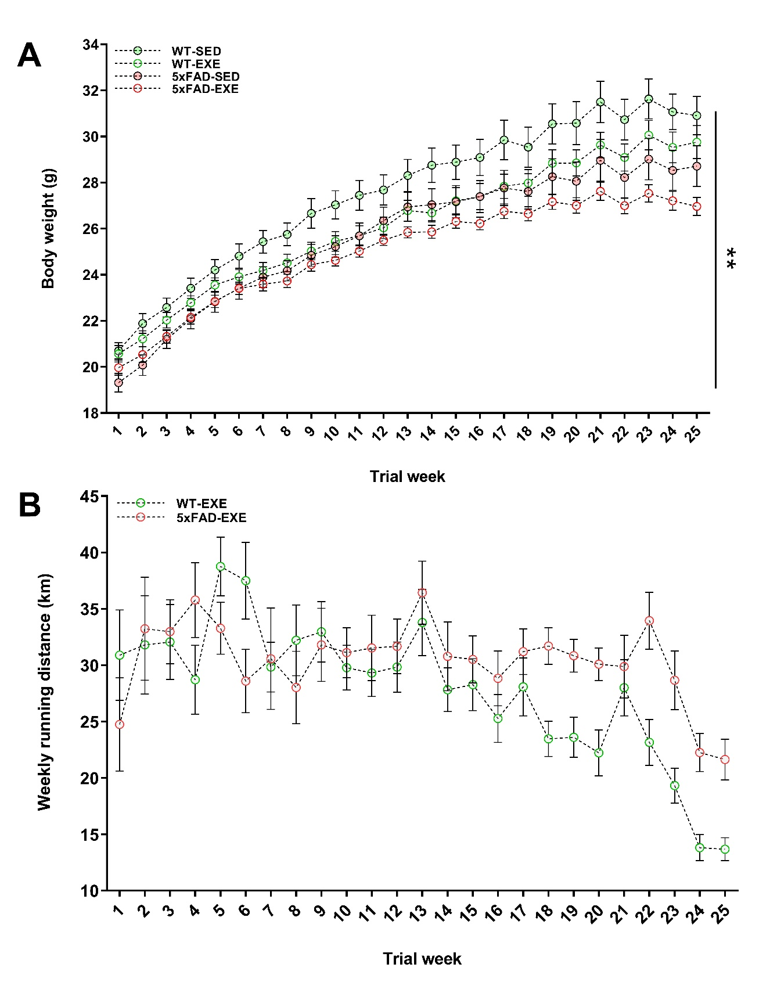 A
34
32
30
28
26
24
22
20
18
Body weight (g)
WT-SED
WT-EXE
5xFAD-SED
5xFAD-EXE
**
1 2 3 4 5 6 7 8 9 10 11 12 13 14 15 16 17 18 19 20 21 22 23 24 25
Trial week
B
45
40
35
30
25
20
15
10
Weekly running distance (km)
WT-EXE
5xFAD-EXE
1 2 3 4 5 6 7 8 9 10 11 12 13 14 15 16 17 18 19 20 21 22 23 24 25
Trial week